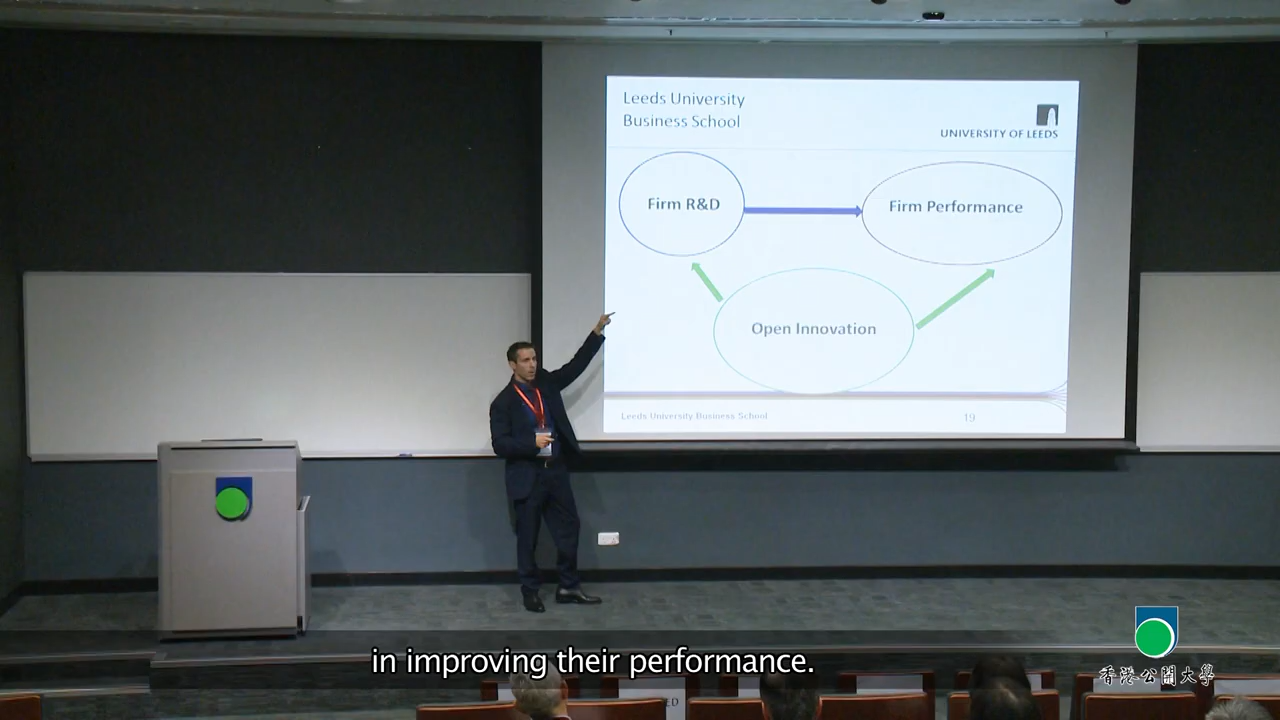 Leeds University
Business School
UNIVERSITY OF LEEDS
Firm R&D
Firm Performance
Open Innovation
Leeds University Business School
19
in improving their performance.
香港公開大學